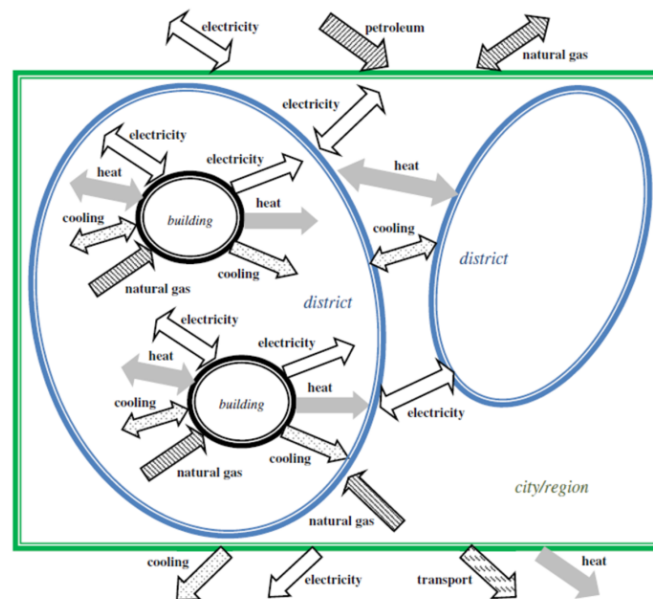 electricity
petroleum
natural gas
electricity
electricity
electricity
heat
heat
heat
cooling
building
cooling
cooling
district
natural gas
district
electricity
electricity
heat
heat
cooling
building
electricity
cooling
natural gas
city/region
natural gas
cooling
electricity
transport
heat